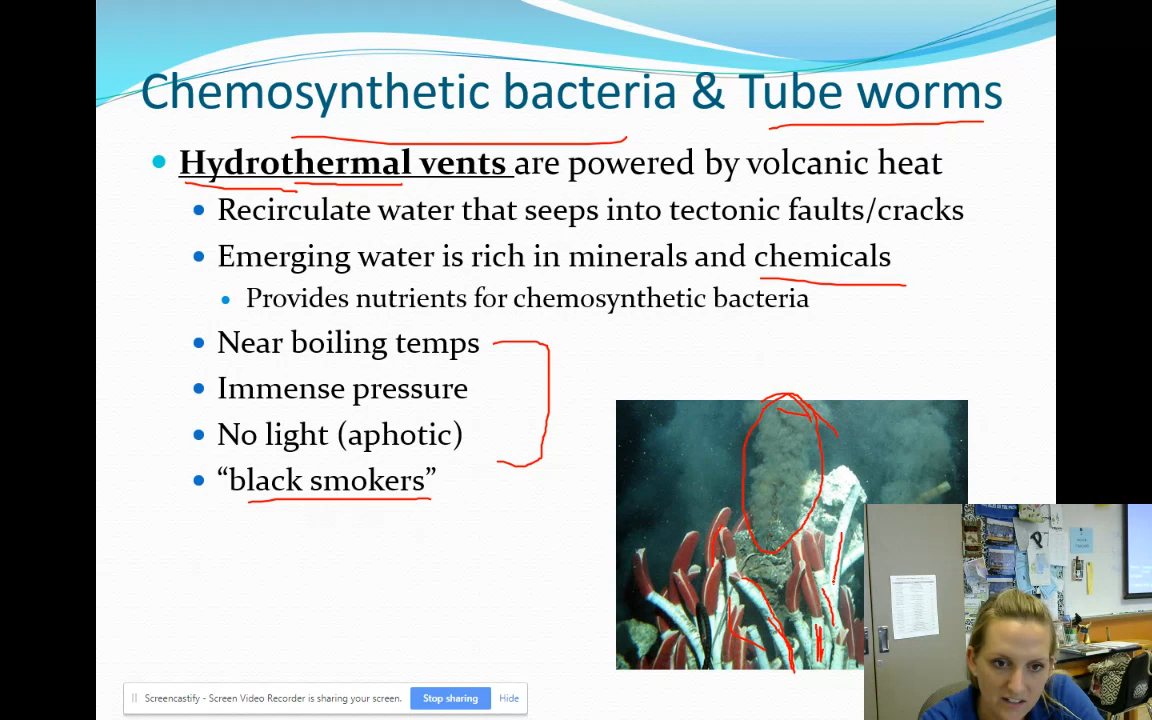 Chemosynthetic bacteria & Tube worms
Hydrothermal vents are powered by volcanic heat
Recirculate water that seeps into tectonic faults/cracks
Emerging water is rich in minerals and chemicals
Provides nutrients for chemosynthetic bacteria
Near boiling temps
Immense pressure
No light (aphotic)
“black smokers”
P
Screencastify - Screen Video Recorder is sharing your screen. Stop sharing Hide